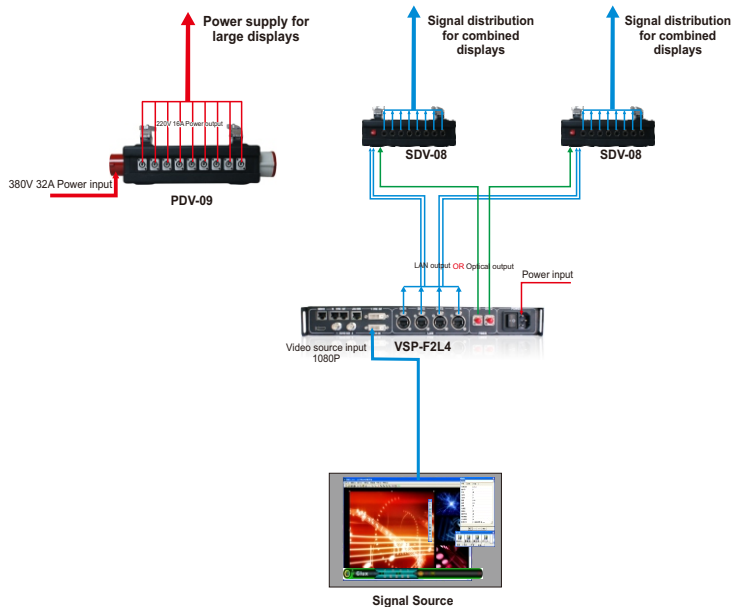 Power supply for
large displays
Signal distribution
for combined
displays
Signal distribution
for combined
displays
220V 16A Power output
SDV-08
SDV-08
380V 32A Power input
PDV-09
LAN output OR Optical output
Power input
Video source input
1080P
VSP-F2L4
Signal Source